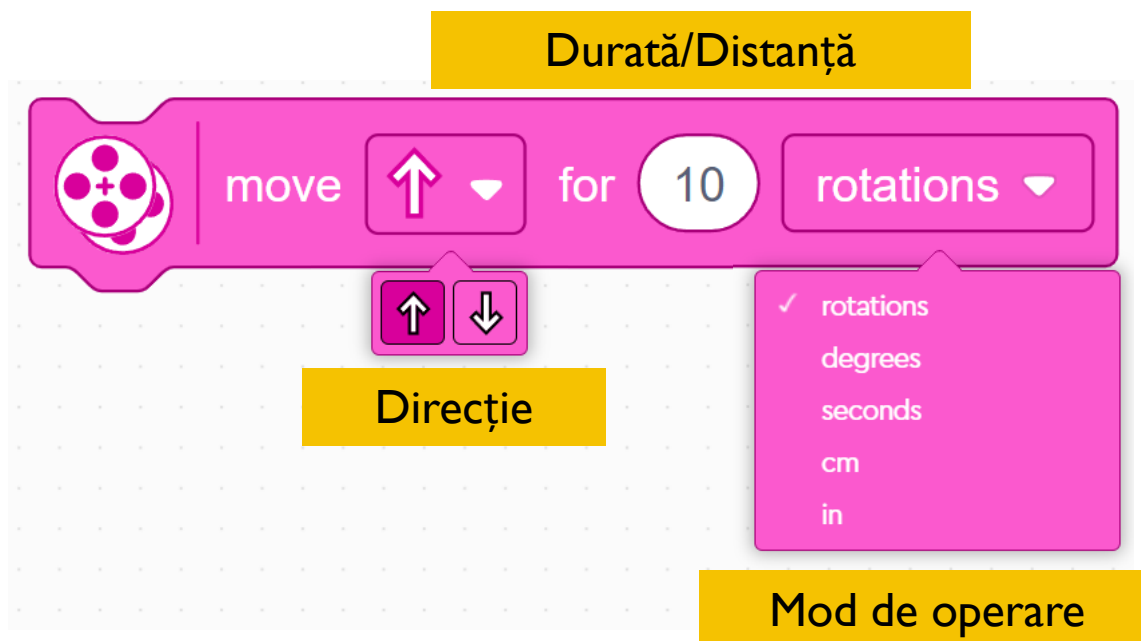 Durată/Distanță
move for 10 rotations
Direcție
rotations
degrees
seconds
cm
in
Mod de operare